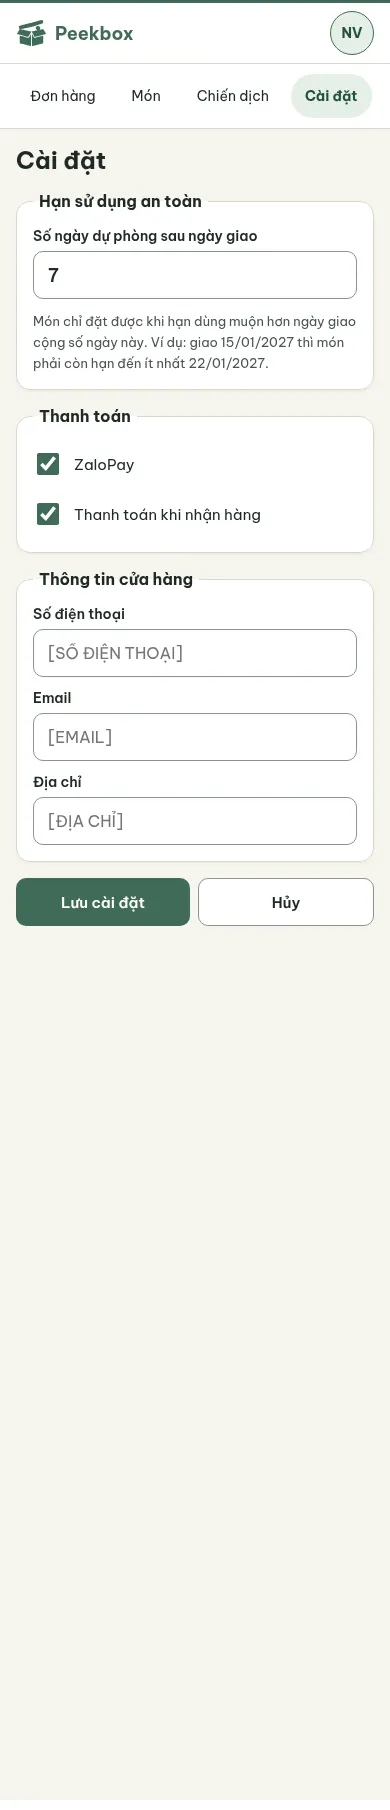 Peekbox
NV
Đơn hàng
Món
Chiến dịch
Cài đặt
Cài đặt
Hạn sử dụng an toàn
Số ngày dự phòng sau ngày giao
7
Món chỉ đặt được khi hạn dùng muộn hơn ngày giao
cộng số ngày này. Ví dụ: giao 15/01/2027 thì món
phải còn hạn đến ít nhất 22/01/2027.
Thanh toán
ZaloPay
Thanh toán khi nhận hàng
Thông tin cửa hàng
Số điện thoại
[SỐ ĐIỆN THOẠI]
Email
[EMAIL]
Địa chỉ
[ĐỊA CHỈ]
Lưu cài đặt
Hủy